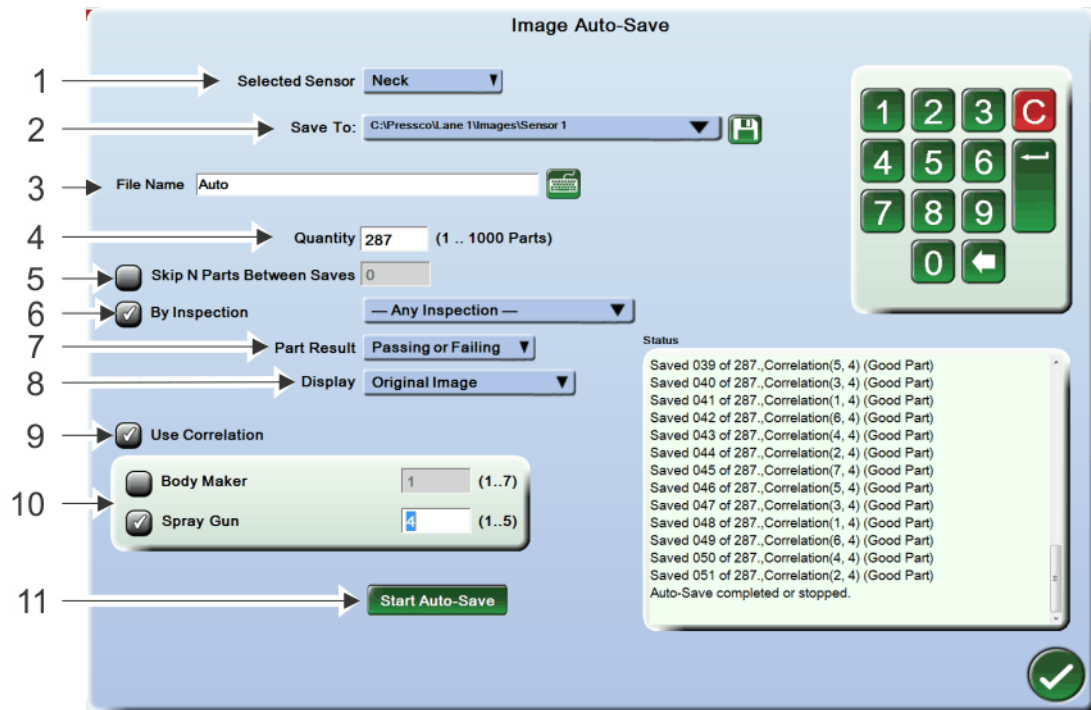 Image Auto-Save
1 Selected Sensor Neck
2 Save To: C:\Pressco\Lane 1\Images\Sensor 1
3 File Name Auto
4 Quantity 287 (1 .. 1000 Parts)
5 Skip N Parts Between Saves 0
6 By Inspection — Any Inspection —
7 Part Result Passing or Failing
8 Display Original Image
9 Use Correlation
10
Body Maker 1 (1..7)
Spray Gun 4 (1..5)
11 Start Auto-Save
1 2 3 C
4 5 6
7 8 9
0
Status
Saved 039 of 287.,Correlation(5, 4) (Good Part)
Saved 040 of 287.,Correlation(3, 4) (Good Part)
Saved 041 of 287.,Correlation(1, 4) (Good Part)
Saved 042 of 287.,Correlation(6, 4) (Good Part)
Saved 043 of 287.,Correlation(4, 4) (Good Part)
Saved 044 of 287.,Correlation(2, 4) (Good Part)
Saved 045 of 287.,Correlation(7, 4) (Good Part)
Saved 046 of 287.,Correlation(5, 4) (Good Part)
Saved 047 of 287.,Correlation(3, 4) (Good Part)
Saved 048 of 287.,Correlation(1, 4) (Good Part)
Saved 049 of 287.,Correlation(6, 4) (Good Part)
Saved 050 of 287.,Correlation(4, 4) (Good Part)
Saved 051 of 287.,Correlation(2, 4) (Good Part)
Auto-Save completed or stopped.